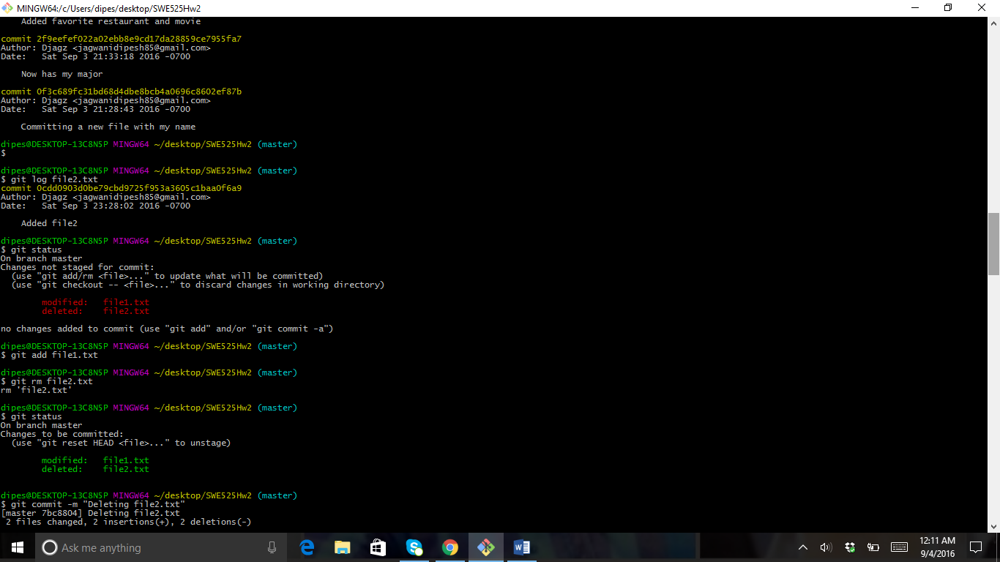 MINGW64:/c/Users/dipes/desktop/SWE525Hw2
Added favorite restaurant and movie
commit 2f9eefef022a02ebb8e9cd17da28859ce7955fa7
Author: Djagz <jagwanidipesh85@gmail.com>
Date:   Sat Sep 3 21:33:18 2016 -0700
Now has my major
commit 0f3c689fc31bd68d4dbe8bcb4a0696c8602ef87b
Author: Djagz <jagwanidipesh85@gmail.com>
Date:   Sat Sep 3 21:28:43 2016 -0700
Committing a new file with my name
dipes@DESKTOP-13C8N5P MINGW64 ~/desktop/SWE525Hw2 (master)
$
dipes@DESKTOP-13C8N5P MINGW64 ~/desktop/SWE525Hw2 (master)
$ git log file2.txt
commit 0cdd0903d0be79cbd9725f953a3605c1baa0f6a9
Author: Djagz <jagwanidipesh85@gmail.com>
Date:   Sat Sep 3 23:28:02 2016 -0700
Added file2
dipes@DESKTOP-13C8N5P MINGW64 ~/desktop/SWE525Hw2 (master)
$ git status
On branch master
Changes not staged for commit:
(use "git add/rm <file>..." to update what will be committed)
(use "git checkout -- <file>..." to discard changes in working directory)
modified:   file1.txt
deleted:    file2.txt
no changes added to commit (use "git add" and/or "git commit -a")
dipes@DESKTOP-13C8N5P MINGW64 ~/desktop/SWE525Hw2 (master)
$ git add file1.txt
dipes@DESKTOP-13C8N5P MINGW64 ~/desktop/SWE525Hw2 (master)
$ git rm file2.txt
rm 'file2.txt'
dipes@DESKTOP-13C8N5P MINGW64 ~/desktop/SWE525Hw2 (master)
$ git status
On branch master
Changes to be committed:
(use "git reset HEAD <file>..." to unstage)
modified:   file1.txt
deleted:    file2.txt
dipes@DESKTOP-13C8N5P MINGW64 ~/desktop/SWE525Hw2 (master)
$ git commit -m "Deleting file2.txt"
[master 7bc8804] Deleting file2.txt
2 files changed, 2 insertions(+), 2 deletions(-)
Ask me anything
12:11 AM
9/4/2016